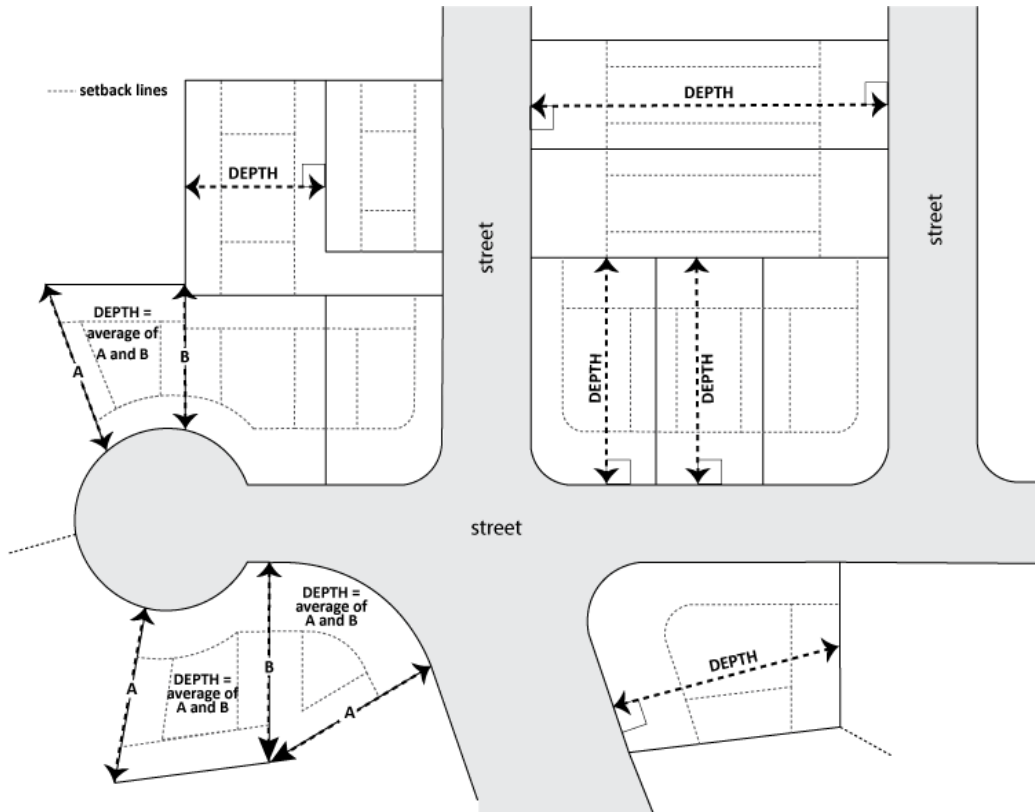 setback lines
DEPTH
DEPTH
street
street
DEPTH =
average of
A and B
A
B
DEPTH
DEPTH
street
DEPTH =
average of
A and B
DEPTH =
average of
A and B
A
B
A
DEPTH